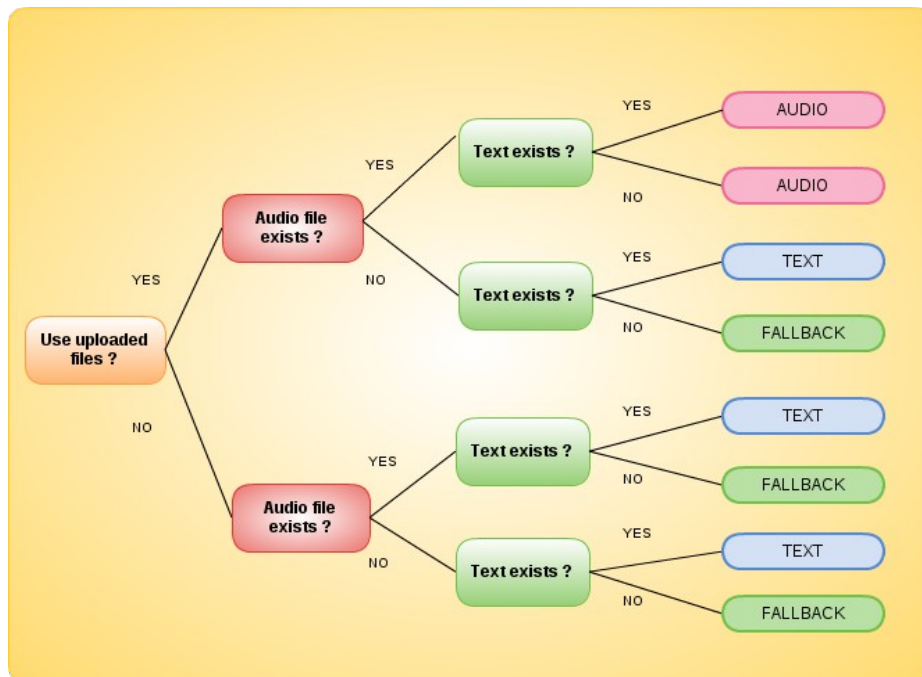 YES
AUDIO
Text exists ?
YES
NO
AUDIO
Audio file
exists ?
YES
NO
YES
TEXT
Text exists ?
NO
FALLBACK
Use uploaded
files ?
NO
YES
TEXT
YES
Text exists ?
NO
FALLBACK
Audio file
exists ?
YES
TEXT
NO
Text exists ?
NO
FALLBACK